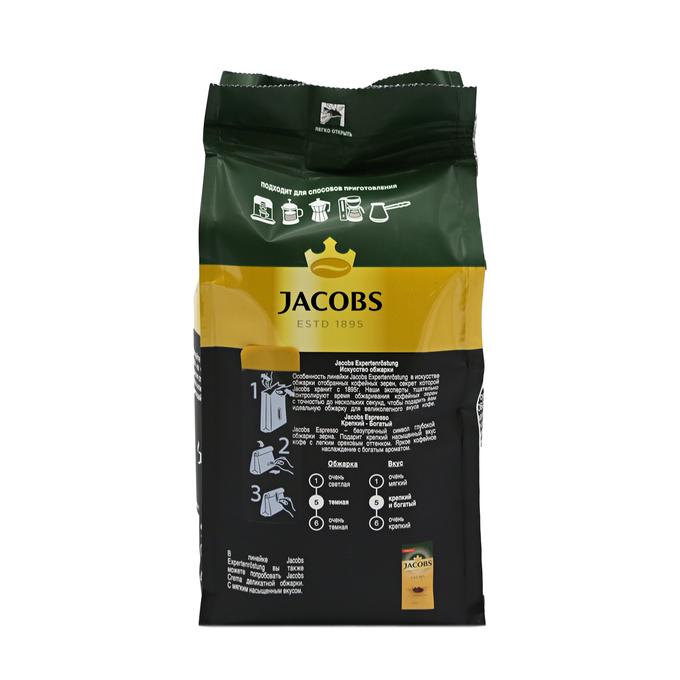 ЛЕГКО ОТКРЫТЬ
ПОДХОДИТ ДЛЯ СПОСОБОВ ПРИГОТОВЛЕНИЯ
JACOBS
ESTD 1895
Jacobs Expertenröstung
Искусство обжарки
Особенность линейки Jacobs Expertenröstung в искусстве
обжарки отобранных кофейных зерен, секрет которой
Jacobs хранит с 1895г. Наши эксперты тщательно
контролируют время обжаривания кофейных зерен
с точностью до нескольких секунд, чтобы подарить Вам
идеальную обжарку для великолепного вкуса кофе.
Jacobs Espresso
Крепкий - Богатый
Jacobs Espresso – безупречный символ глубокой
обжарки зерна. Подарит крепкий насыщенный вкус
кофе с легким ореховым оттенком. Яркое кофейное
наслаждение с богатым ароматом.
1
2
3
Обжарка
1 очень светлая
5 темная
6 очень темная
Вкус
1 очень мягкий
5 крепкий и богатый
6 очень крепкий
В линейке Jacobs
Expertenröstung вы также
можете попробовать Jacobs
Crema деликатной обжарки.
С мягким насыщенным вкусом.
JACOBS